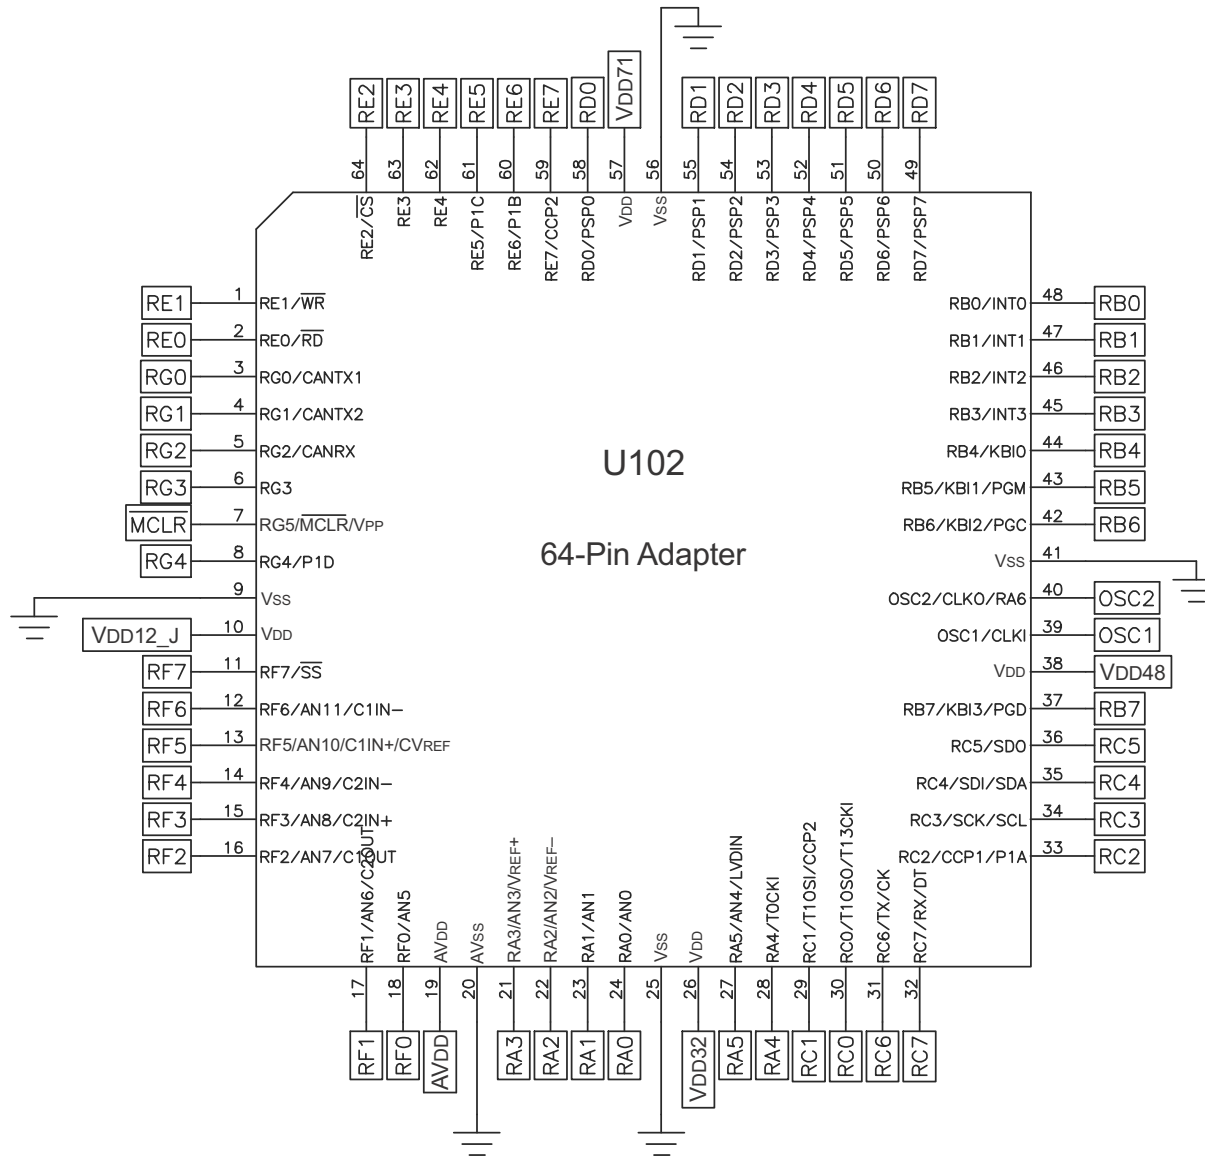 RE2 RE3 RE4 RE5 RE6 RE7 RD0 VDD71 RD1 RD2 RD3 RD4 RD5 RD6 RD7
64 63 62 61 60 59 58 57 56 55 54 53 52 51 50 49
RE2/CS RE3 RE4 RE5/P1C RE6/P1B RE7/CCP2 RD0/PSP0 VDD VSS RD1/PSP1 RD2/PSP2 RD3/PSP3 RD4/PSP4 RD5/PSP5 RD6/PSP6 RD7/PSP7
RE1 1 RE1/WR RB0/INT0 48 RB0
RE0 2 RE0/RD RB1/INT1 47 RB1
RG0 3 RG0/CANTX1 RB2/INT2 46 RB2
RG1 4 RG1/CANTX2 RB3/INT3 45 RB3
RG2 5 RG2/CANRX RB4/KBI0 44 RB4
U102
RG3 6 RG3 RB5/KBI1/PGM 43 RB5
MCLR 7 RG5/MCLR/VPP RB6/KBI2/PGC 42 RB6
64-Pin Adapter
RG4 8 RG4/P1D VSS 41
9 VSS OSC2/CLKO/RA6 40 OSC2
VDD12_J 10 VDD OSC1/CLKI 39 OSC1
RF7 11 RF7/SS VDD 38 VDD48
RF6 12 RF6/AN11/C1IN- RB7/KBI3/PGD 37 RB7
RF5 13 RF5/AN10/C1IN+/CVREF RC5/SDO 36 RC5
RF4 14 RF4/AN9/C2IN- RC4/SDI/SDA 35 RC4
RF3 15 RF3/AN8/C2IN+ RC3/SCK/SCL 34 RC3
RF2 16 RF2/AN7/C1OUT RC2/CCP1/P1A 33 RC2
RF1/AN6/C2OUT RF0/AN5 AVDD AVSS RA3/AN3/VREF+ RA2/AN2/VREF- RA1/AN1 RA0/AN0 VSS VDD RA5/AN4/LVDIN RA4/T0CKI RC1/T1OSI/CCP2 RC0/T1OSO/T13CKI RC6/TX/CK RC7/RX/DT
17 18 19 20 21 22 23 24 25 26 27 28 29 30 31 32
RF1 RF0 AVDD RA3 RA2 RA1 RA0 VDD32 RA5 RA4 RC1 RC0 RC6 RC7